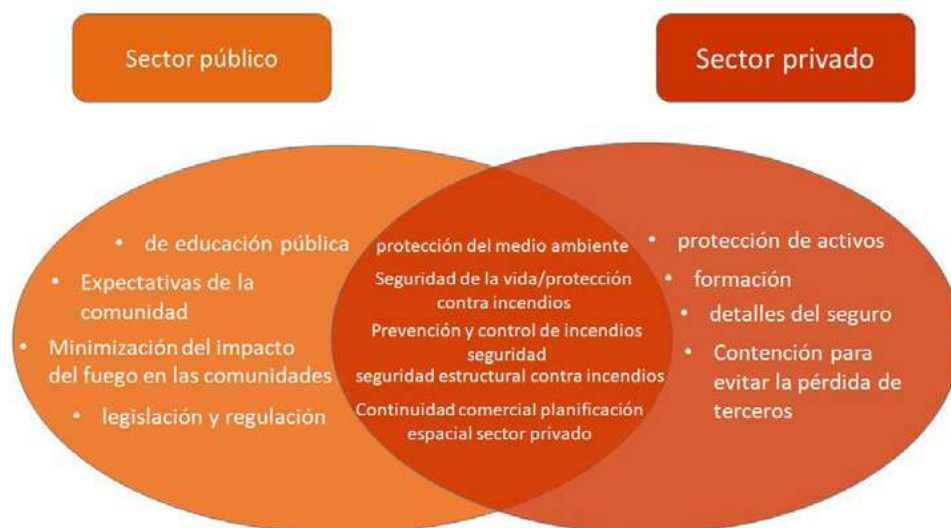 Sector público
Sector privado
• de educación pública
• Expectativas de la
comunidad
• Minimización del impacto
del fuego en las comunidades
• legislación y regulación
protección del medio ambiente
Seguridad de la vida/protección
contra incendios
Prevención y control de incendios
seguridad
seguridad estructural contra incendios
Continuidad comercial planificación
espacial sector privado
• protección de activos
• formación
• detalles del seguro
• Contención para
evitar la pérdida de
terceros